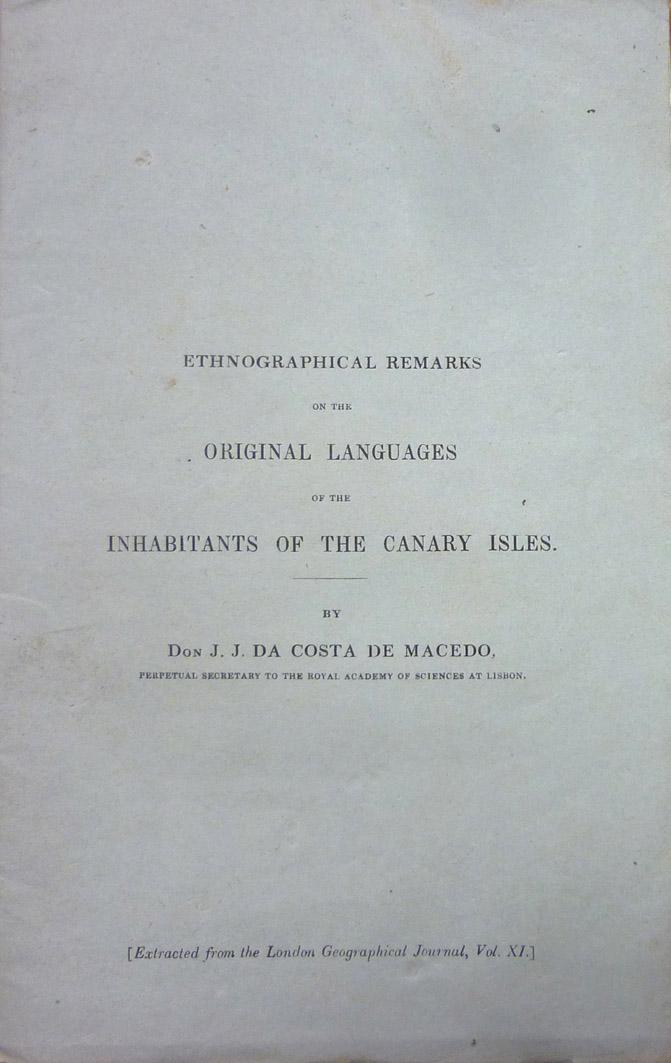 ETHNOGRAPHICAL REMARKS
ON THE
ORIGINAL LANGUAGES
OF THE
INHABITANTS OF THE CANARY ISLES.
BY
DON J. J. DA COSTA DE MACEDO,
PERPETUAL SECRETARY TO THE ROYAL ACADEMY OF SCIENCES AT LISBON.
[Extracted from the London Geographical Journal, Vol. XI.]